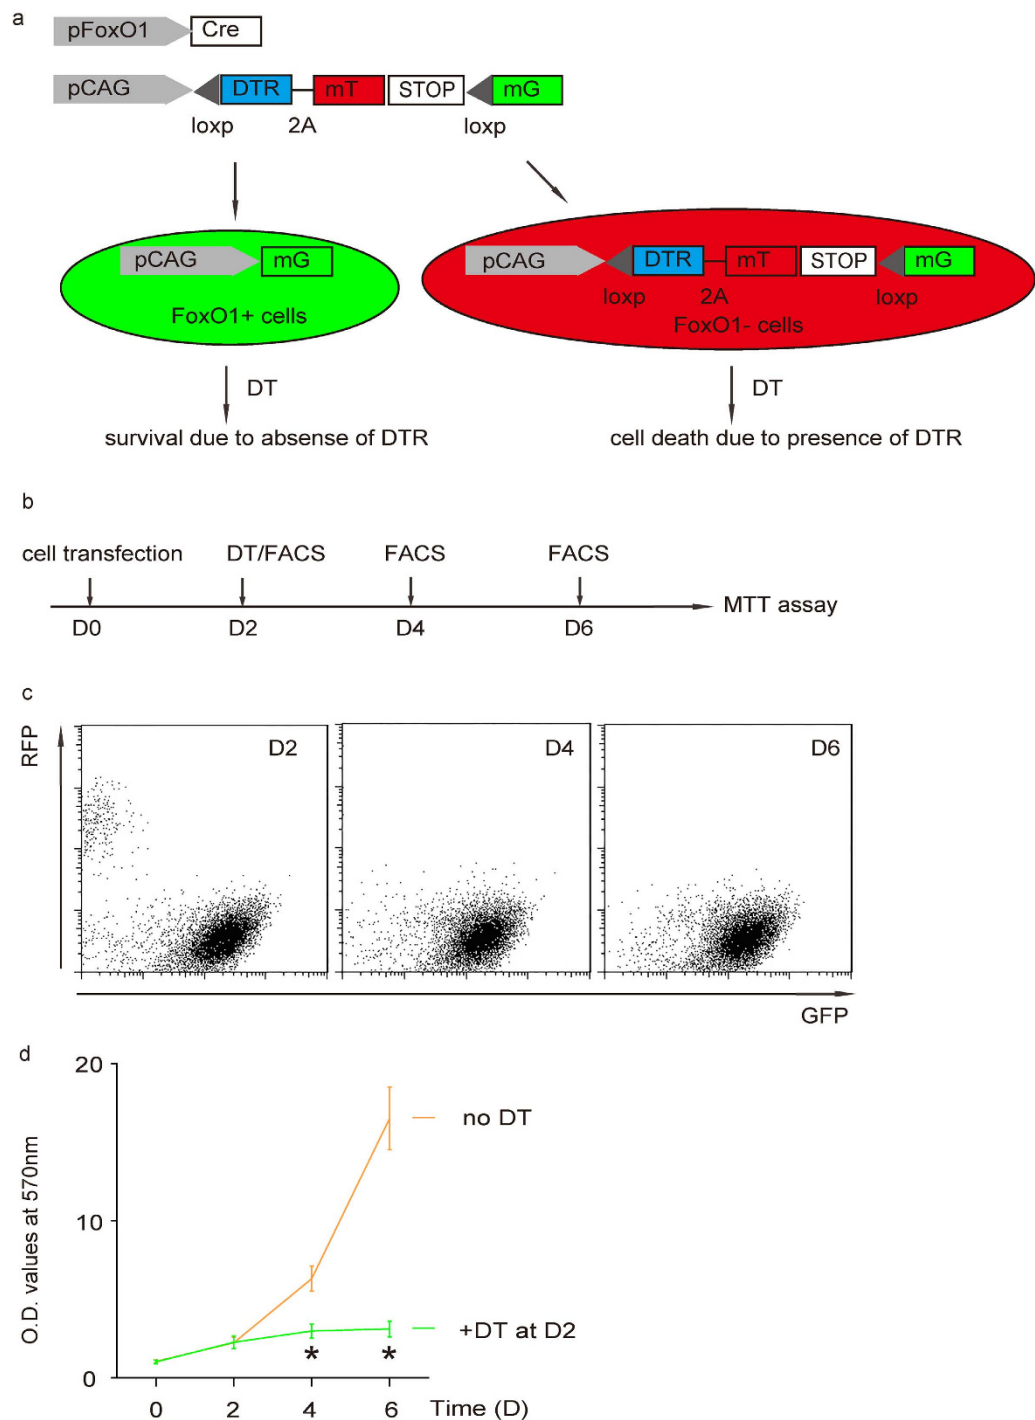 a
pFoxO1 Cre
pCAG DTR mT STOP mG
loxp 2A loxp
pCAG mG
FoxO1+ cells
pCAG DTR mT STOP mG
loxp 2A loxp
FoxO1- cells
DT
DT
survival due to absense of DTR
cell death due to presence of DTR
b
cell transfection DT/FACS FACS FACS
MTT assay
D0 D2 D4 D6
c
RFP
D2
D4
D6
GFP
d
O.D. values at 570nm
20
10
0
no DT
+DT at D2
* *
0 2 4 6 Time (D)